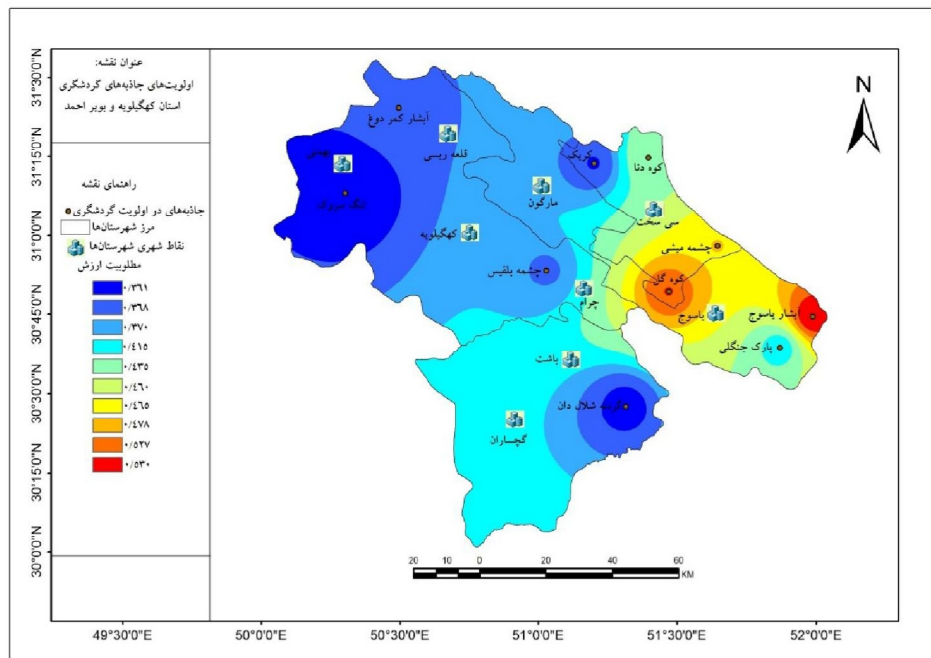 عنوان نقشه:
اولویت‌های جاذبه‌های گردشگری
استان کهگیلویه و بویر احمد
راهنمای نقشه
جاذبه‌های در اولویت گردشگری
مرز شهرستان‌ها
نقاط شهری شهرستان‌ها
مطلوبیت ارزش
۰/۳۶۱
۰/۳۶۸
۰/۳۷۰
۰/۴۱۵
۰/۴۳۵
۰/۴۶۰
۰/۴۶۵
۰/۴۷۸
۰/۵۲۷
۰/۵۳۰
31°30'0"N
31°15'0"N
31°0'0"N
30°45'0"N
30°30'0"N
30°15'0"N
30°0'0"N
N
آبشار کمر دوغ
قلعه رییسی
کریک
کوه دنا
مارگون
سی سخت
کهگیلویه
چشمه میشی
چشمه بلقیس
کوه گل
چرام
یاسوج
آبشار یاسوج
پارک جنگلی
باشت
شلال دان
گچساران
20 10 0 20 40 60
KM
49°30'0"E 50°0'0"E 50°30'0"E 51°0'0"E 51°30'0"E 52°0'0"E